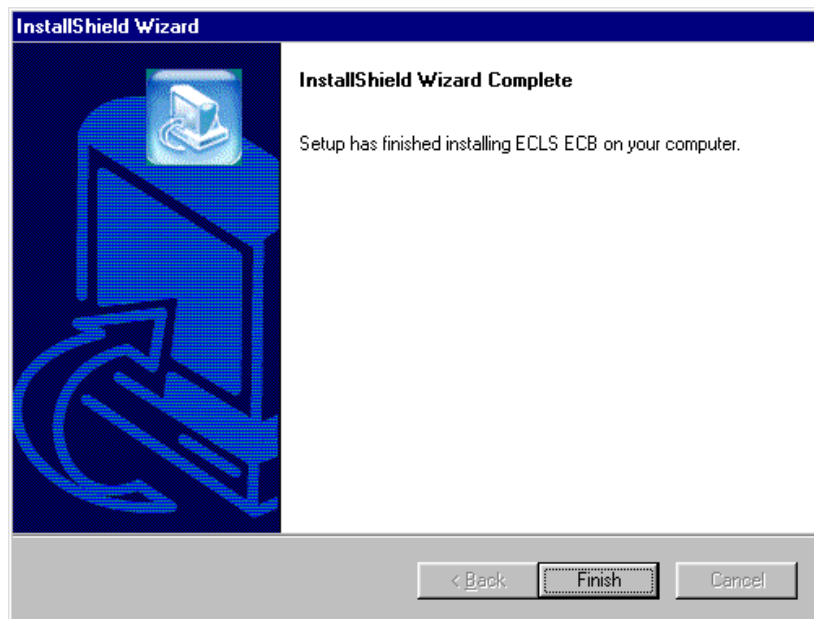 InstallShield Wizard
InstallShield Wizard Complete
Setup has finished installing ECLS ECB on your computer.
< Back
Finish
Cancel